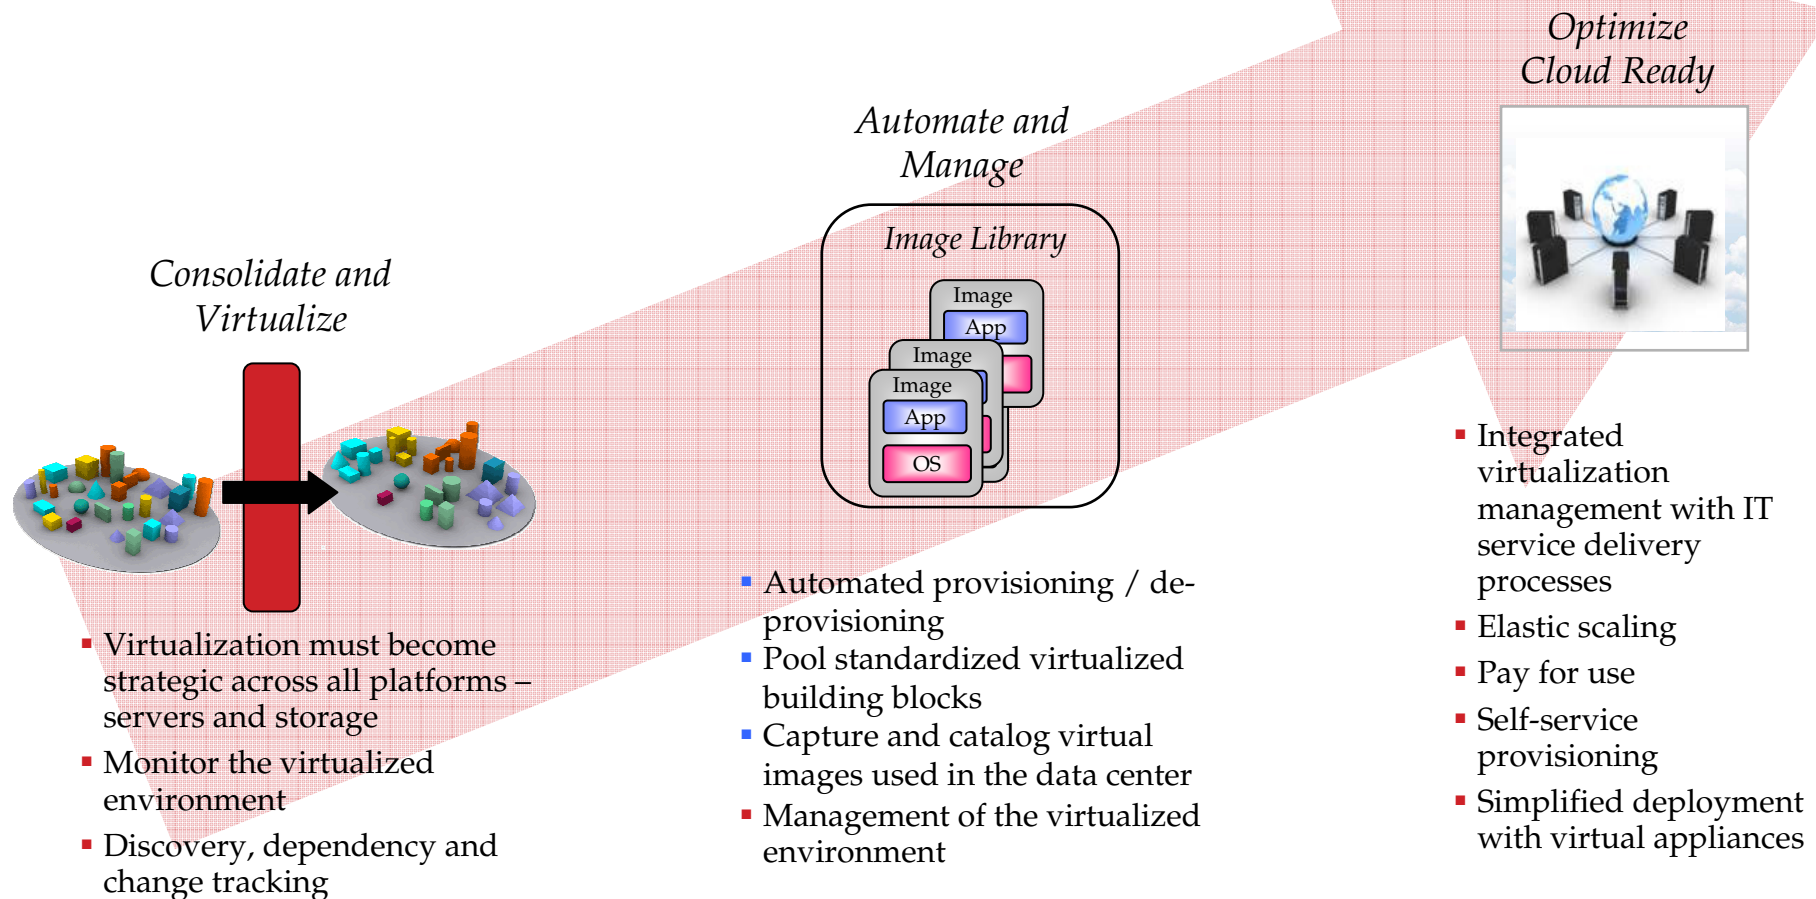 Optimize
Cloud Ready
Automate and
Manage
Image Library
Image
App
Image
Image
App
OS
Consolidate and
Virtualize
▪ Virtualization must become
strategic across all platforms –
servers and storage
▪ Monitor the virtualized
environment
▪ Discovery, dependency and
change tracking
▪ Automated provisioning / de-
provisioning
▪ Pool standardized virtualized
building blocks
▪ Capture and catalog virtual
images used in the data center
▪ Management of the virtualized
environment
▪ Integrated
virtualization
management with IT
service delivery
processes
▪ Elastic scaling
▪ Pay for use
▪ Self-service
provisioning
▪ Simplified deployment
with virtual appliances